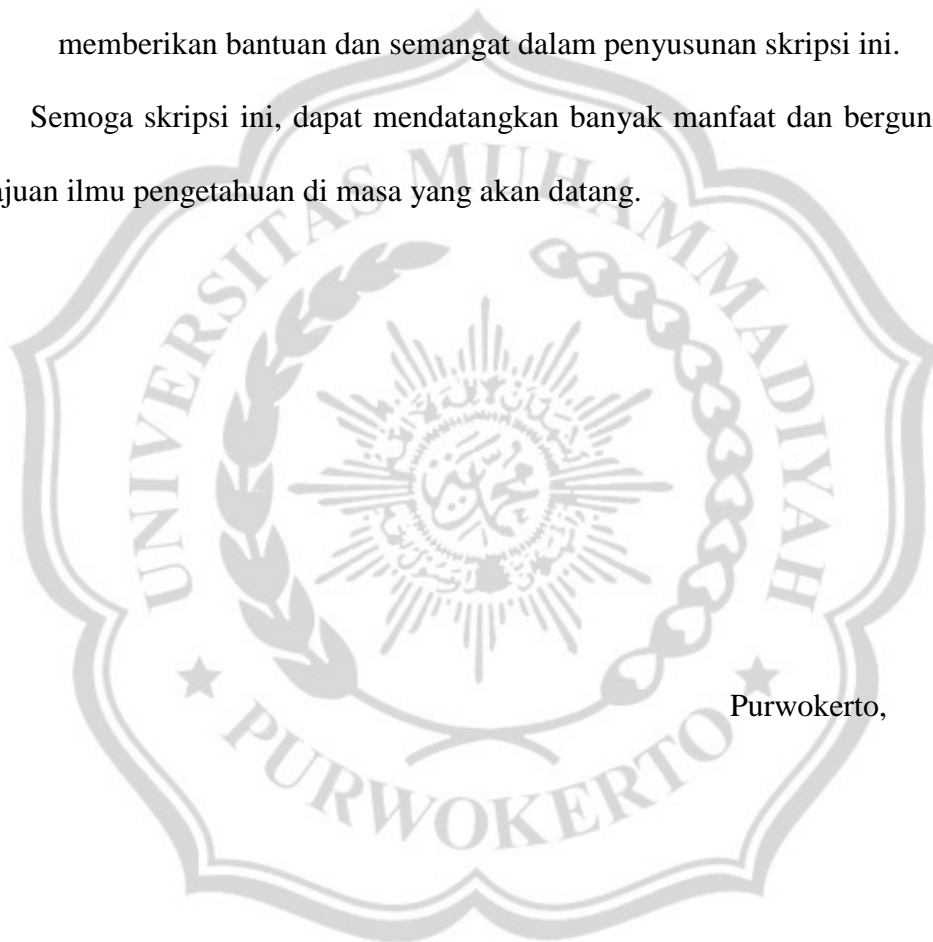 memberikan bantuan dan semangat dalam penyusunan skripsi ini.
Semoga skripsi ini, dapat mendatangkan banyak manfaat dan bergun
ajuan ilmu pengetahuan di masa yang akan datang.
UNIVERSITAS MUHAMMADIYAH
محمد
Purwokerto,
PURWOKERTO